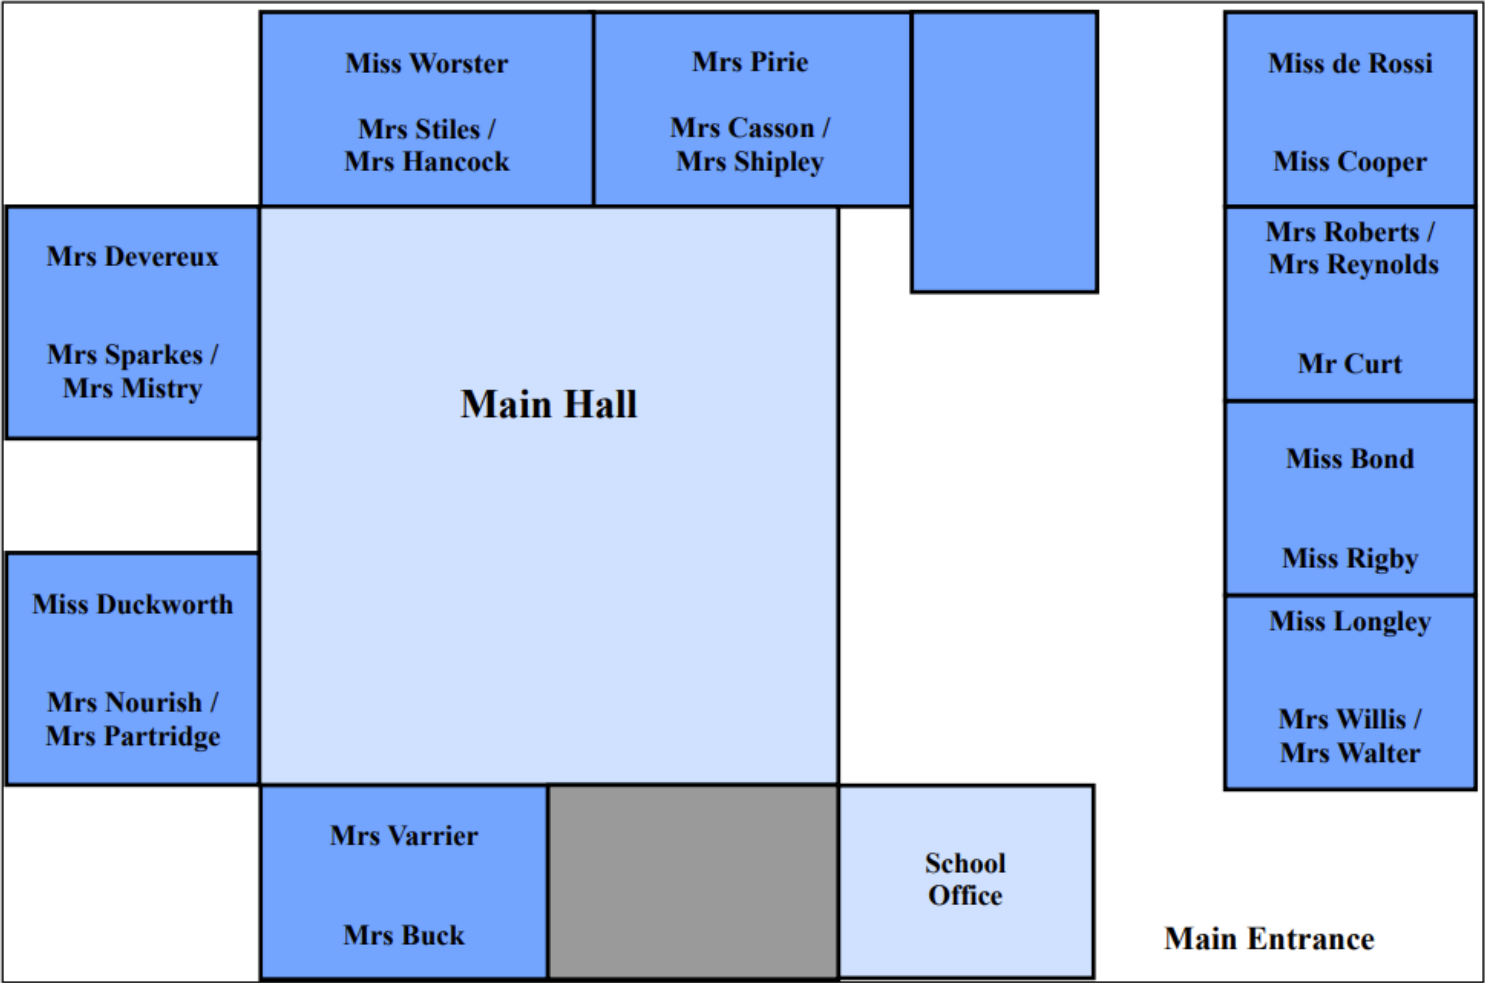 Miss Worster
Mrs Stiles /
Mrs Hancock
Mrs Pirie
Mrs Casson /
Mrs Shipley
Miss de Rossi
Miss Cooper
Mrs Devereux
Mrs Sparkes /
Mrs Mistry
Main Hall
Mrs Roberts /
Mrs Reynolds
Mr Curt
Miss Bond
Miss Rigby
Miss Duckworth
Mrs Nourish /
Mrs Partridge
Miss Longley
Mrs Willis /
Mrs Walter
Mrs Varrier
Mrs Buck
School
Office
Main Entrance